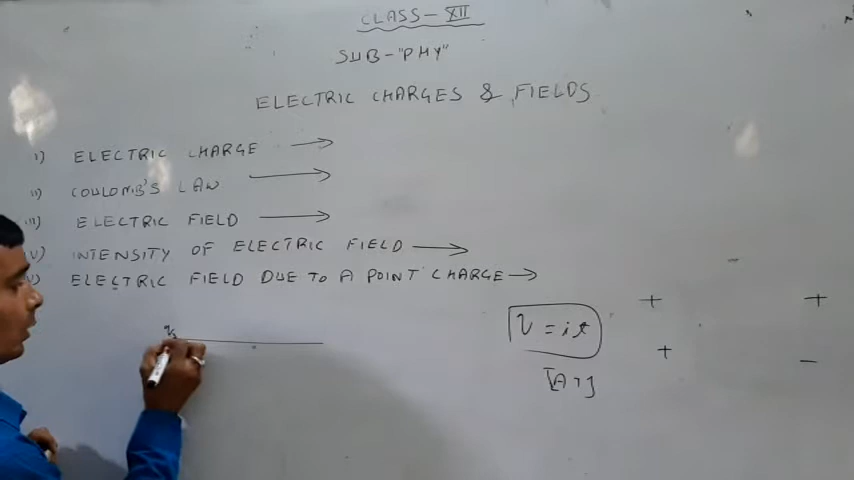 CLASS - XII
SUB - "PHY"
ELECTRIC CHARGES & FIELDS
i) ELECTRIC CHARGE →
ii) COULOMB'S LAW →
iii) ELECTRIC FIELD →
iv) INTENSITY OF ELECTRIC FIELD →
v) ELECTRIC FIELD DUE TO A POINT CHARGE →
q = it
[AT]
+ +
+ -
q₁